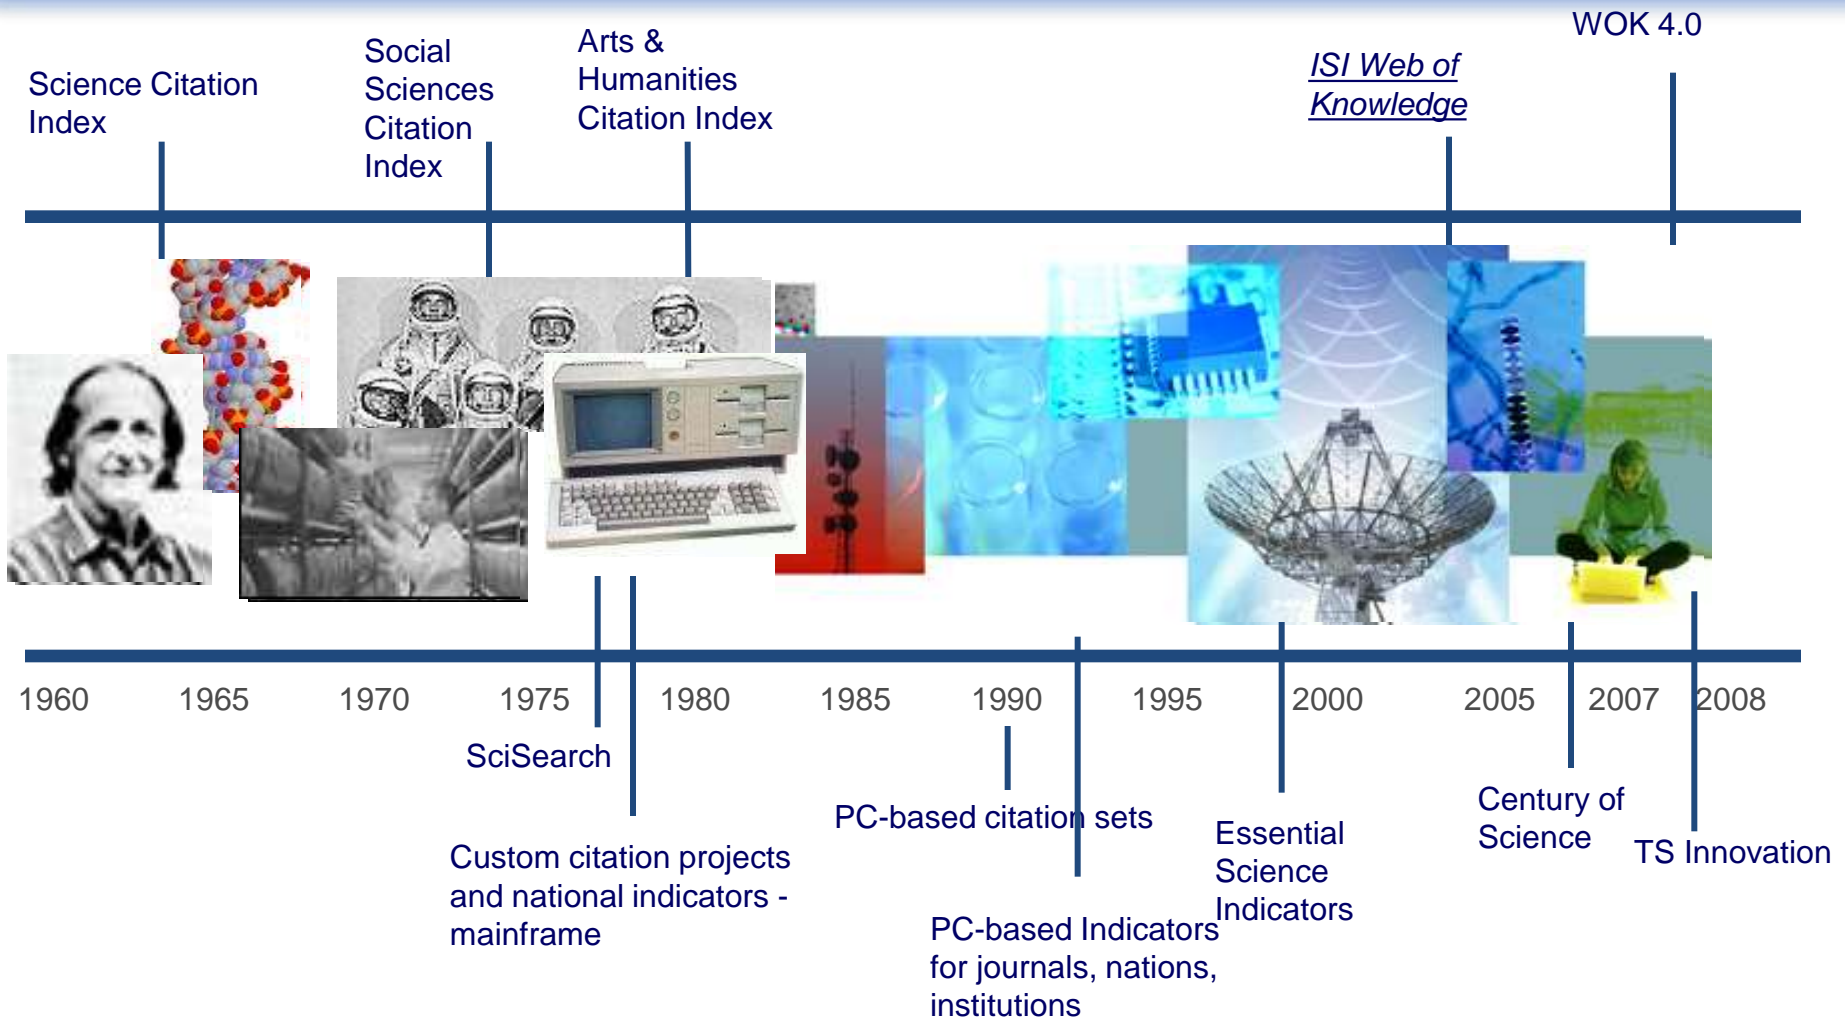 WOK 4.0
Science Citation
Index
Social
Sciences
Citation
Index
Arts &
Humanities
Citation Index
ISI Web of
Knowledge
1960 1965 1970 1975 1980 1985 1990 1995 2000 2005 2007 2008
SciSearch
Custom citation projects
and national indicators -
mainframe
PC-based citation sets
PC-based Indicators
for journals, nations,
institutions
Essential
Science
Indicators
Century of
Science
TS Innovation